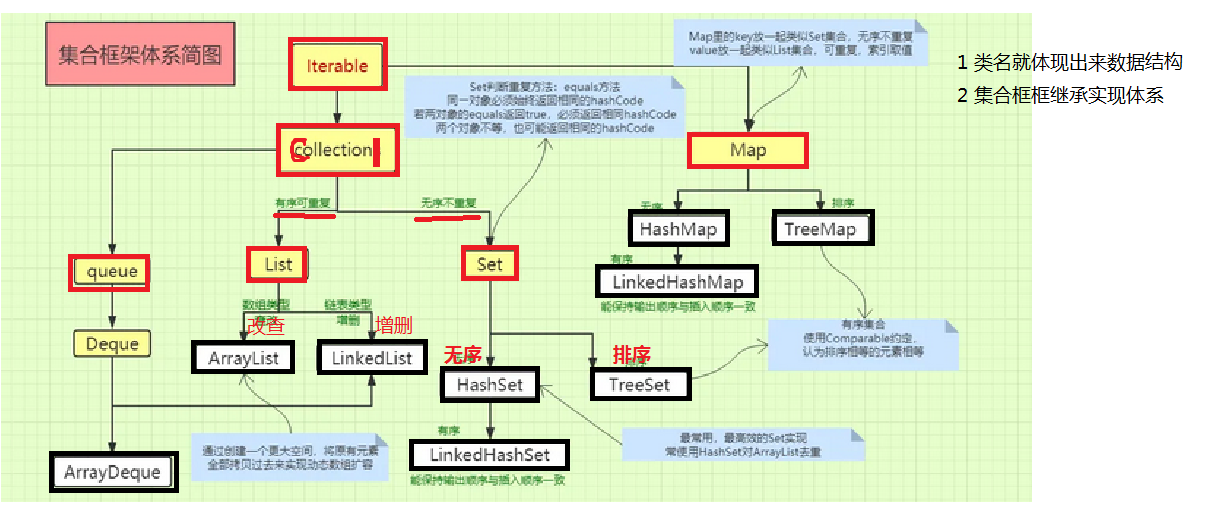 集合框架体系简图
Iterable
Map里的key放一起类似Set集合，无序不重复
value放一起类似List集合，可重复，索引取值
1 类名就体现出来数据结构
2 集合框框继承实现体系
Set判断重复方法：equals方法
同一对象必须始终返回相同的hashCode
若两对象的equals返回true，必须返回相同hashCode
两个对象不等，也可能返回相同的hashCode
Collection
Map
有序可重复
无序不重复
无序
排序
HashMap
TreeMap
queue
List
Set
有序
LinkedHashMap
能保持输出顺序与插入顺序一致
数组类型
链表类型
改查
增删
增删
Deque
ArrayList
LinkedList
无序
排序
HashSet
TreeSet
有序集合
使用Comparable约定，
认为排序相等的元素相等
通过创建一个更大空间，将原有元素
全部拷贝过去来实现动态数组扩容
有序
LinkedHashSet
能保持输出顺序与插入顺序一致
最常用，最高效的Set实现
常使用HashSet对ArrayList去重
ArrayDeque